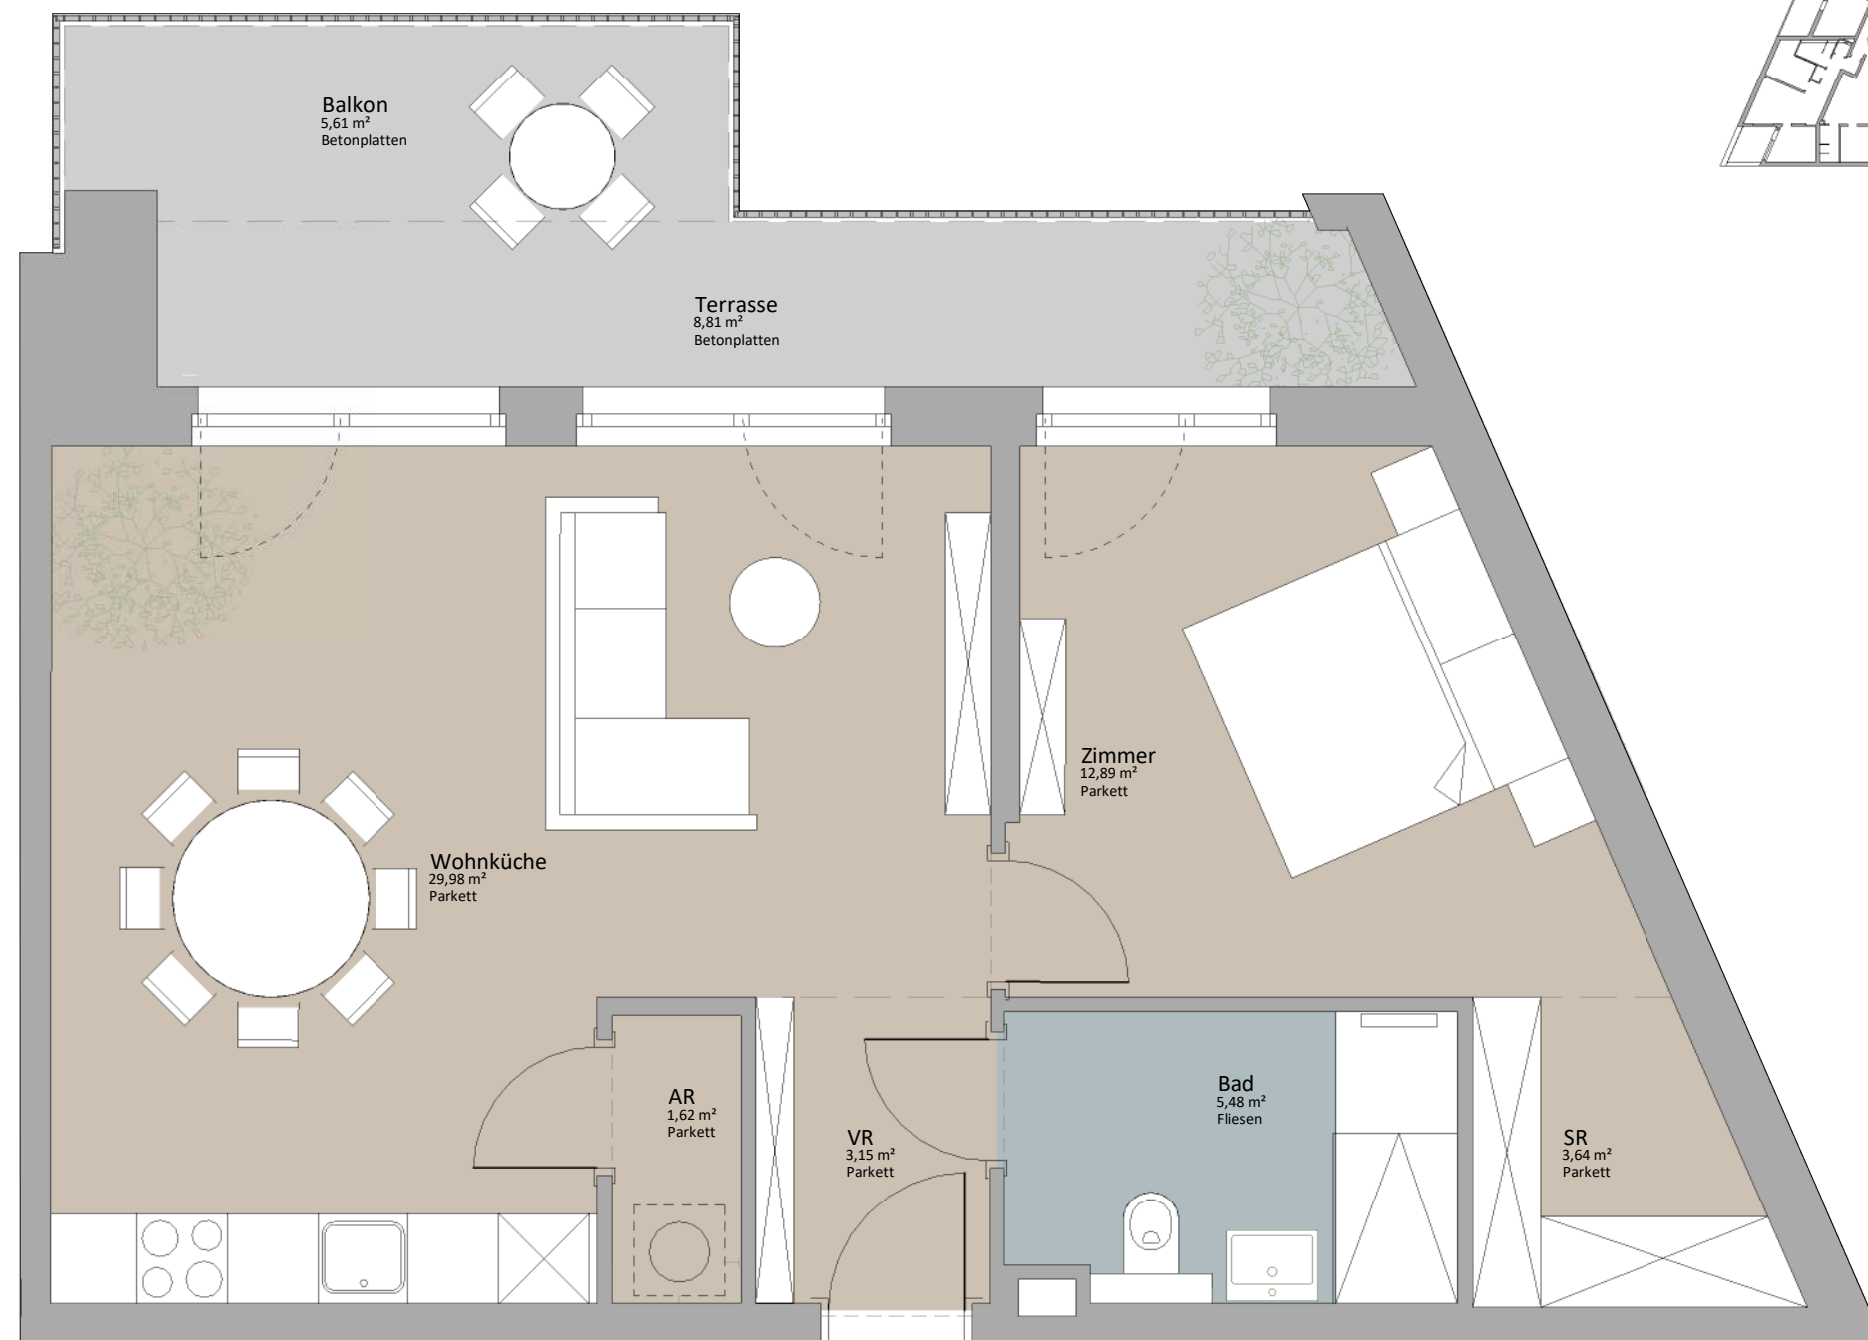 Balkon
5,61 m²
Betonplatten
Terrasse
8,81 m²
Betonplatten
Zimmer
12,89 m²
Parkett
Wohnküche
29,98 m²
Parkett
AR
1,62 m²
Parkett
VR
3,15 m²
Parkett
Bad
5,48 m²
Fliesen
SR
3,64 m²
Parkett